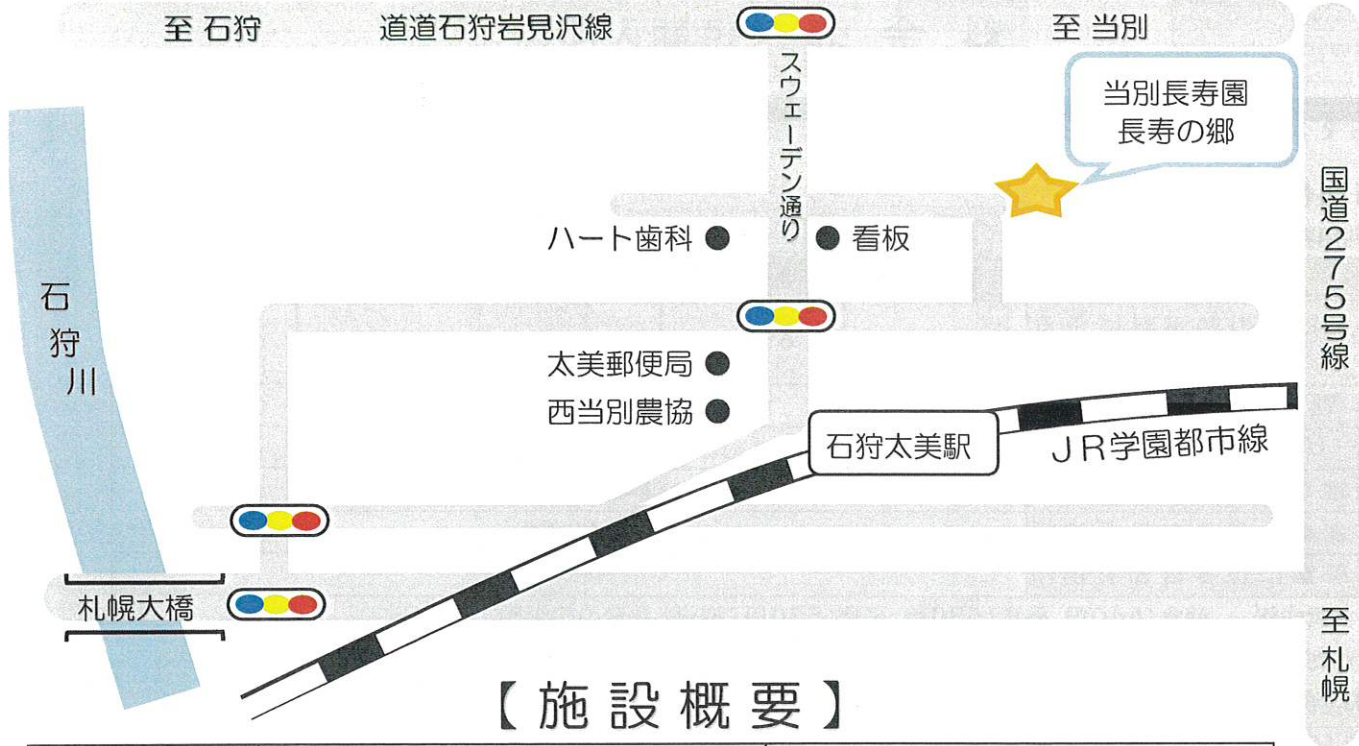 至 石狩
道道石狩岩見沢線
至 当別
スウェーデン通り
当別長寿園
長寿の郷
国道275号線
ハート歯科
看板
石狩川
太美郵便局
西当別農協
石狩太美駅
JR学園都市線
札幌大橋
至 札幌
【施設概要】